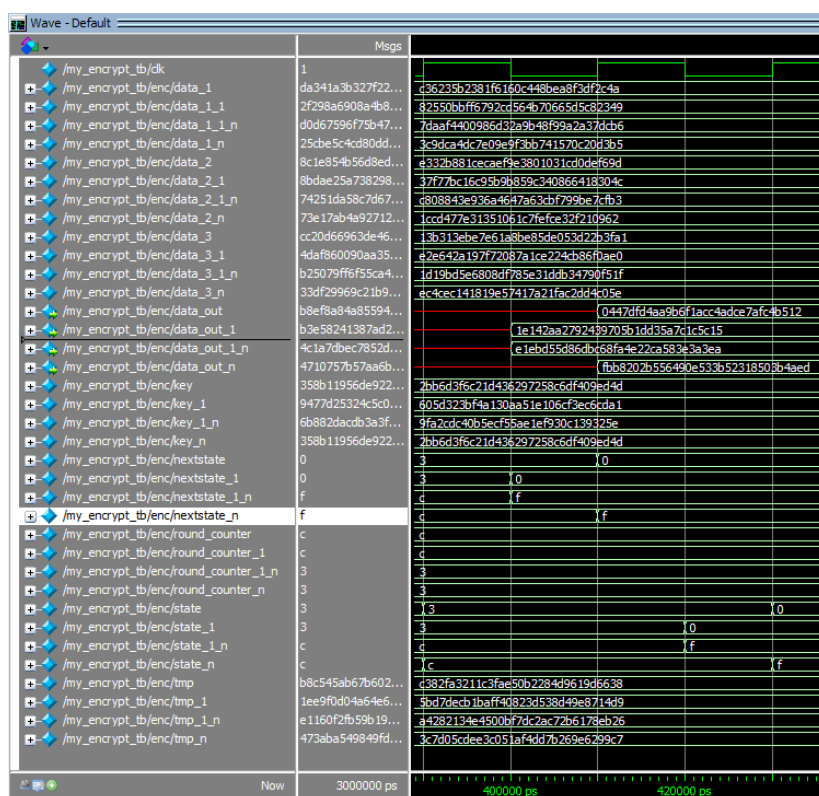 Wave - Default
Msgs
/my_encrypt_tb/clk 1
/my_encrypt_tb/enc/data_1 da341a3b327f22... c36235b2381f6160c448bea8f3df2c4a
/my_encrypt_tb/enc/data_1_1 2f298a6908a4b8... 82550bbff6792cd564b70665d5c82349
/my_encrypt_tb/enc/data_1_1_n d0d67596f75b47... 7daaf4400986d32a9b48f99a2a37dcb6
/my_encrypt_tb/enc/data_1_n 25cbe5c4cd80dd... 3c9dca4dc7e09e9f3bb741570c20d3b5
/my_encrypt_tb/enc/data_2 8c1e854b56d8ed... e332b881cecaef9e3801031cd0def69d
/my_encrypt_tb/enc/data_2_1 8bdae25a738298... 37f77bc16c95b9b859c340866418304c
/my_encrypt_tb/enc/data_2_1_n 74251da58c7d67... c808843e936a4647a63cbf799be7cfb3
/my_encrypt_tb/enc/data_2_n 73e17ab4a92712... 1ccd477e31351061c7fefce32f210962
/my_encrypt_tb/enc/data_3 cc20d66963de46... 13b313ebe7e61a8be85de053d22b3fa1
/my_encrypt_tb/enc/data_3_1 4daf860090aa35... e2e642a197f72087a1ce224cb86f0ae0
/my_encrypt_tb/enc/data_3_1_n b25079ff6f55ca4... 1d19bd5e6808df785e31ddb34790f51f
/my_encrypt_tb/enc/data_3_n 33df29969c21b9... ec4cec141819e57417a21fac2dd4c05e
/my_encrypt_tb/enc/data_out b8ef8a84a85594... 0447dfd4aa9b6f1acc4adce7afc4b512
/my_encrypt_tb/enc/data_out_1 b3e58241387ad2... 1e142aa2792439705b1dd35a7c1c5c15
/my_encrypt_tb/enc/data_out_1_n 4c1a7dbec7852d... e1ebd55d86dbc68fa4e22ca583e3a3ea
/my_encrypt_tb/enc/data_out_n 4710757b57aa6b... fbb8202b556490e533b52318503b4aed
/my_encrypt_tb/enc/key 358b11956de922... 2bb6d3f6c21d436297258c6df409ed4d
/my_encrypt_tb/enc/key_1 9477d25324c5c0... 605d323bf4a130aa51e106cf3ec6cda1
/my_encrypt_tb/enc/key_1_n 6b882dacdb3a3f... 9fa2cdc40b5ecf55ae1ef930c139325e
/my_encrypt_tb/enc/key_n 358b11956de922... 2bb6d3f6c21d436297258c6df409ed4d
/my_encrypt_tb/enc/nextstate 0 3 0
/my_encrypt_tb/enc/nextstate_1 0 3 0
/my_encrypt_tb/enc/nextstate_1_n f c f
/my_encrypt_tb/enc/nextstate_n f c f
/my_encrypt_tb/enc/round_counter c c
/my_encrypt_tb/enc/round_counter_1 c c
/my_encrypt_tb/enc/round_counter_1_n 3 3
/my_encrypt_tb/enc/round_counter_n 3 3
/my_encrypt_tb/enc/state 3 3 0
/my_encrypt_tb/enc/state_1 3 3 0
/my_encrypt_tb/enc/state_1_n c c f
/my_encrypt_tb/enc/state_n c c f
/my_encrypt_tb/enc/tmp b8c545ab67b602... c382fa3211c3fae50b2284d9619d6638
/my_encrypt_tb/enc/tmp_1 1ee9f0d04a64e6... 5bd7decb1baff40823d538d49e8714d9
/my_encrypt_tb/enc/tmp_1_n e1160f2fb59b19... a4282134e4500bf7dc2ac72b6178eb26
/my_encrypt_tb/enc/tmp_n 473aba549849fd... 3c7d05cdee3c051af4dd7b269e6299c7
Now 3000000 ps 400000 ps 420000 ps